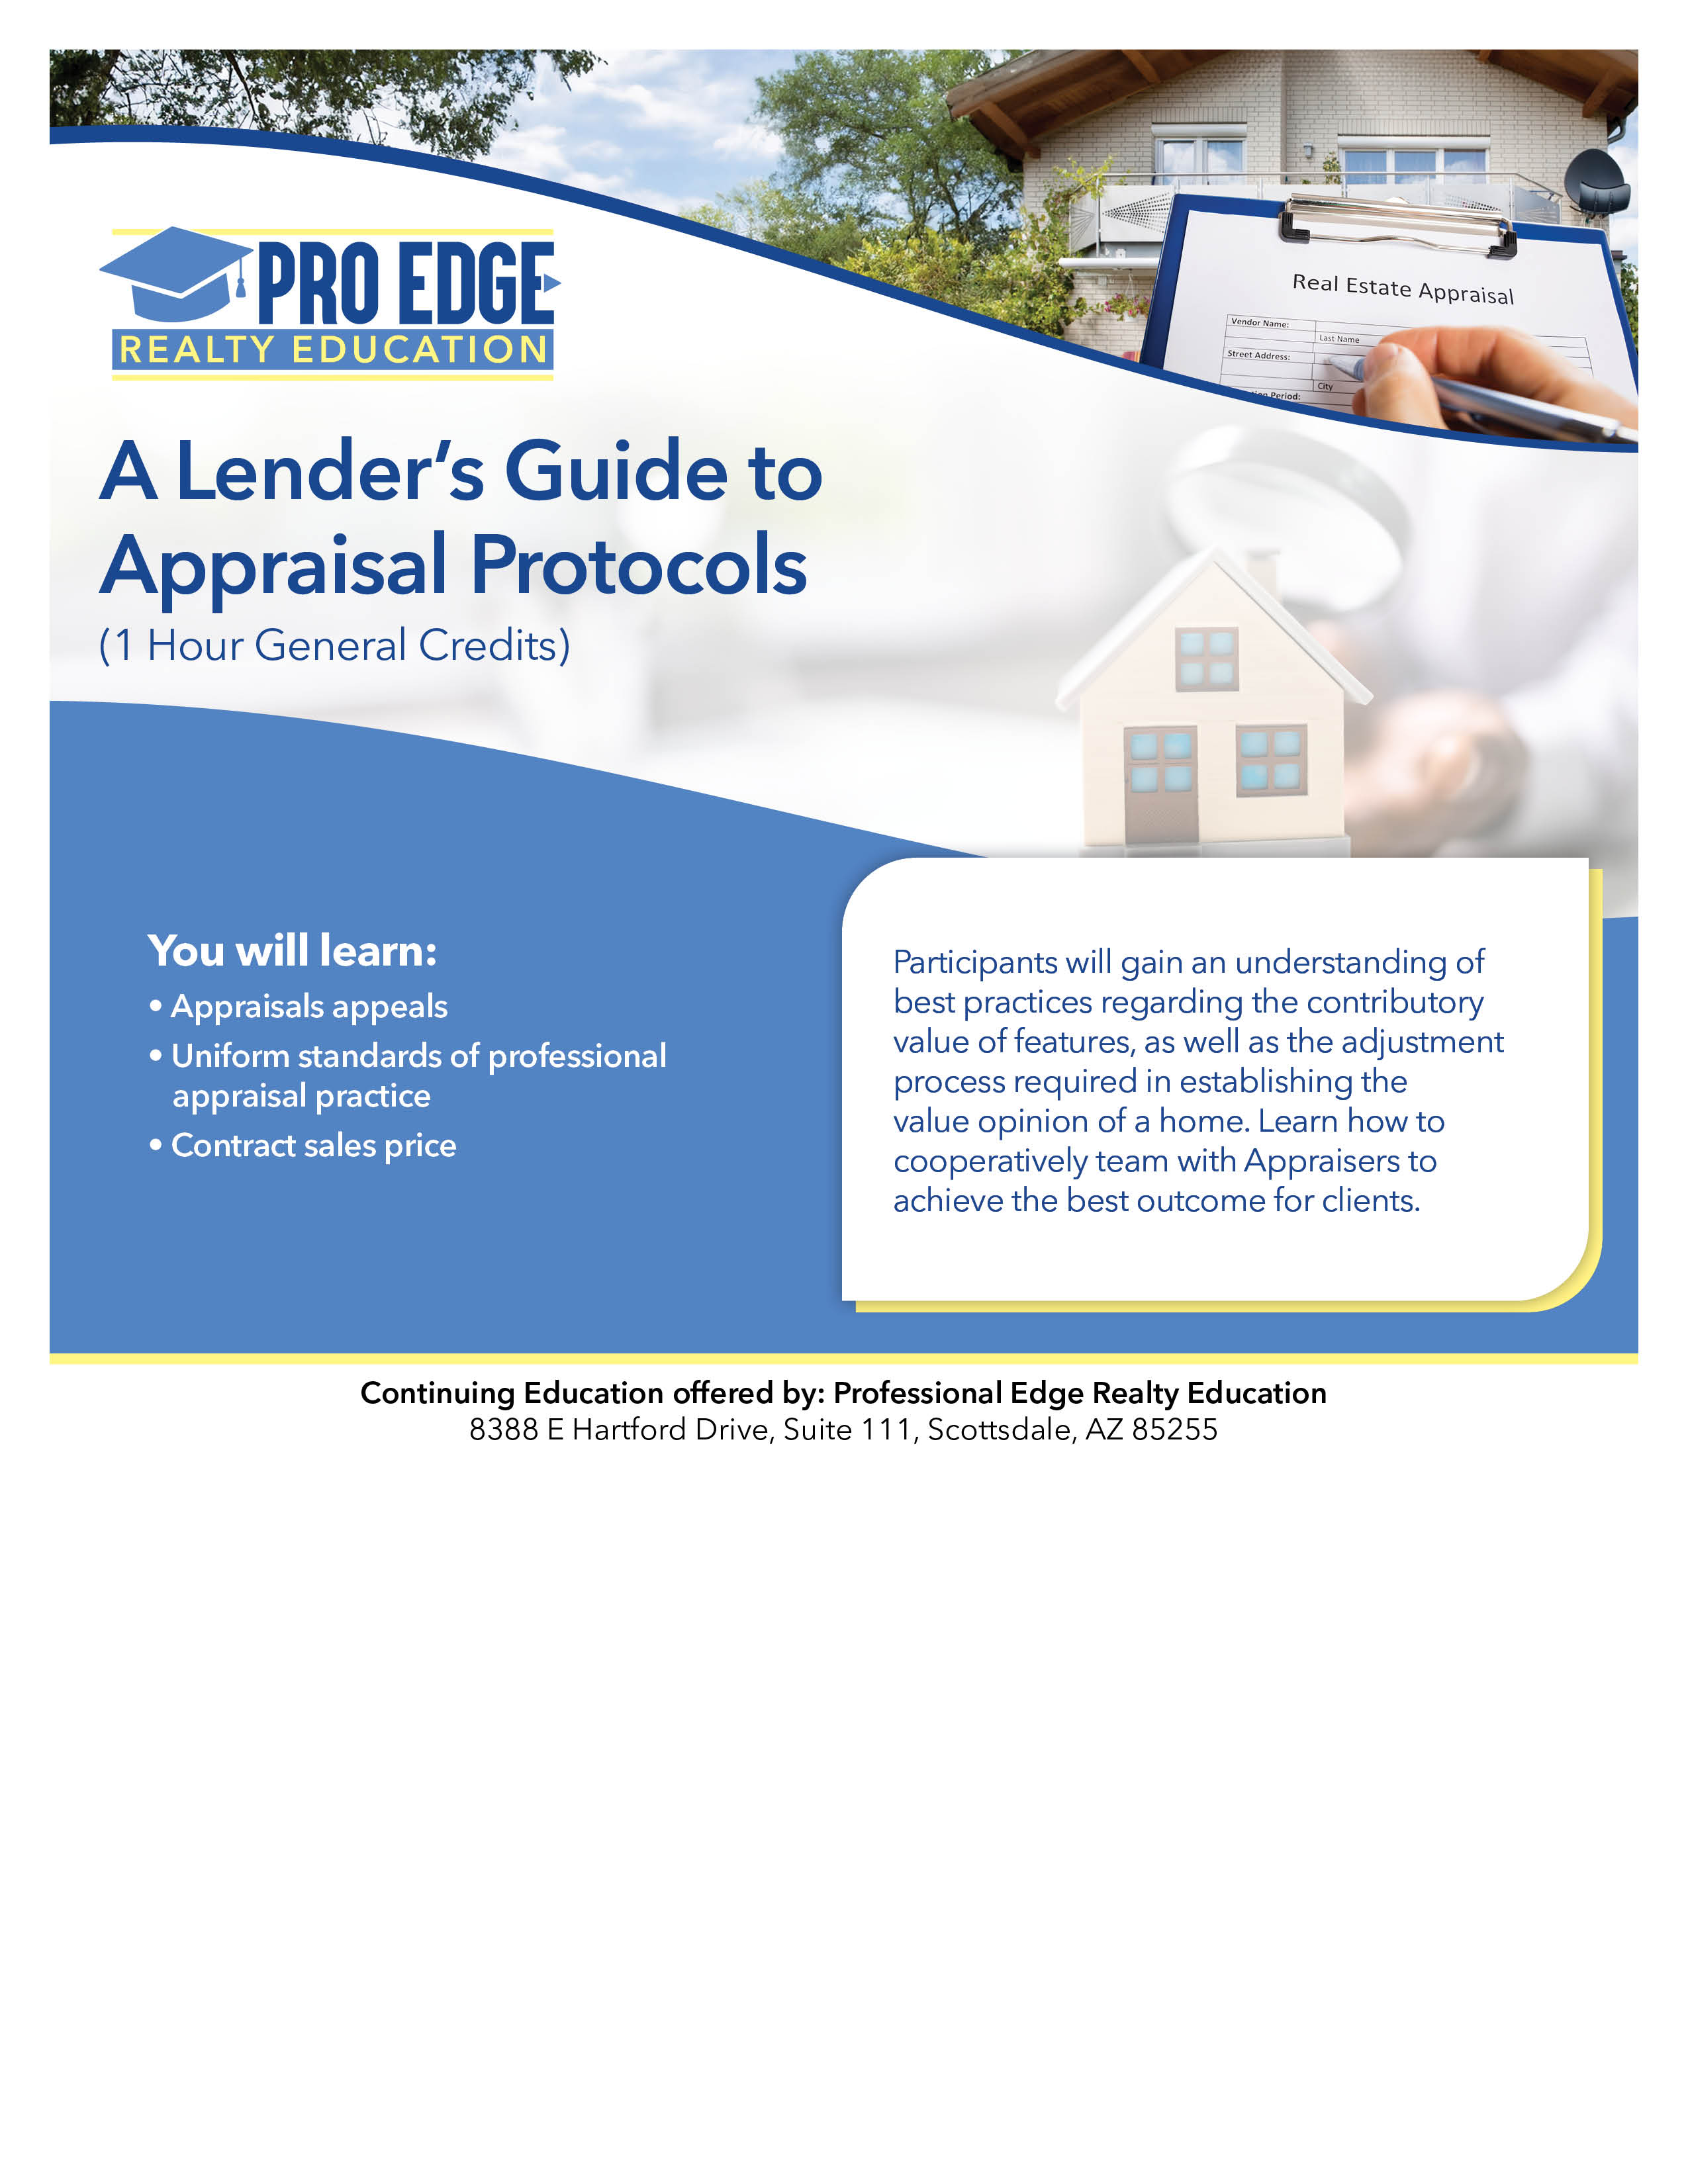 Real Estate Appraisal
Vendor Name:
Last Name
Street Address:
City
Period:
PRO EDGE
REALTY EDUCATION
A Lender’s Guide to
Appraisal Protocols
(1 Hour General Credits)
You will learn:
• Appraisals appeals
• Uniform standards of professional
appraisal practice
• Contract sales price
Participants will gain an understanding of
best practices regarding the contributory
value of features, as well as the adjustment
process required in establishing the
value opinion of a home. Learn how to
cooperatively team with Appraisers to
achieve the best outcome for clients.
Continuing Education offered by: Professional Edge Realty Education
8388 E Hartford Drive, Suite 111, Scottsdale, AZ 85255